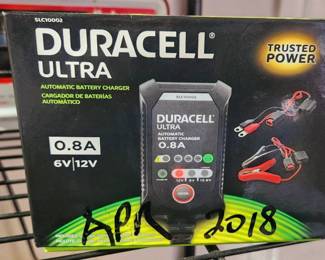 SLC10002
DURACELL®
ULTRA
AUTOMATIC BATTERY CHARGER
CARGADOR DE BATERÍAS
AUTOMÁTICO
TRUSTED
POWER
0.8A
6V|12V
DURACELL
ULTRA
AUTOMATIC
BATTERY CHARGER
0.8A
APR 2018